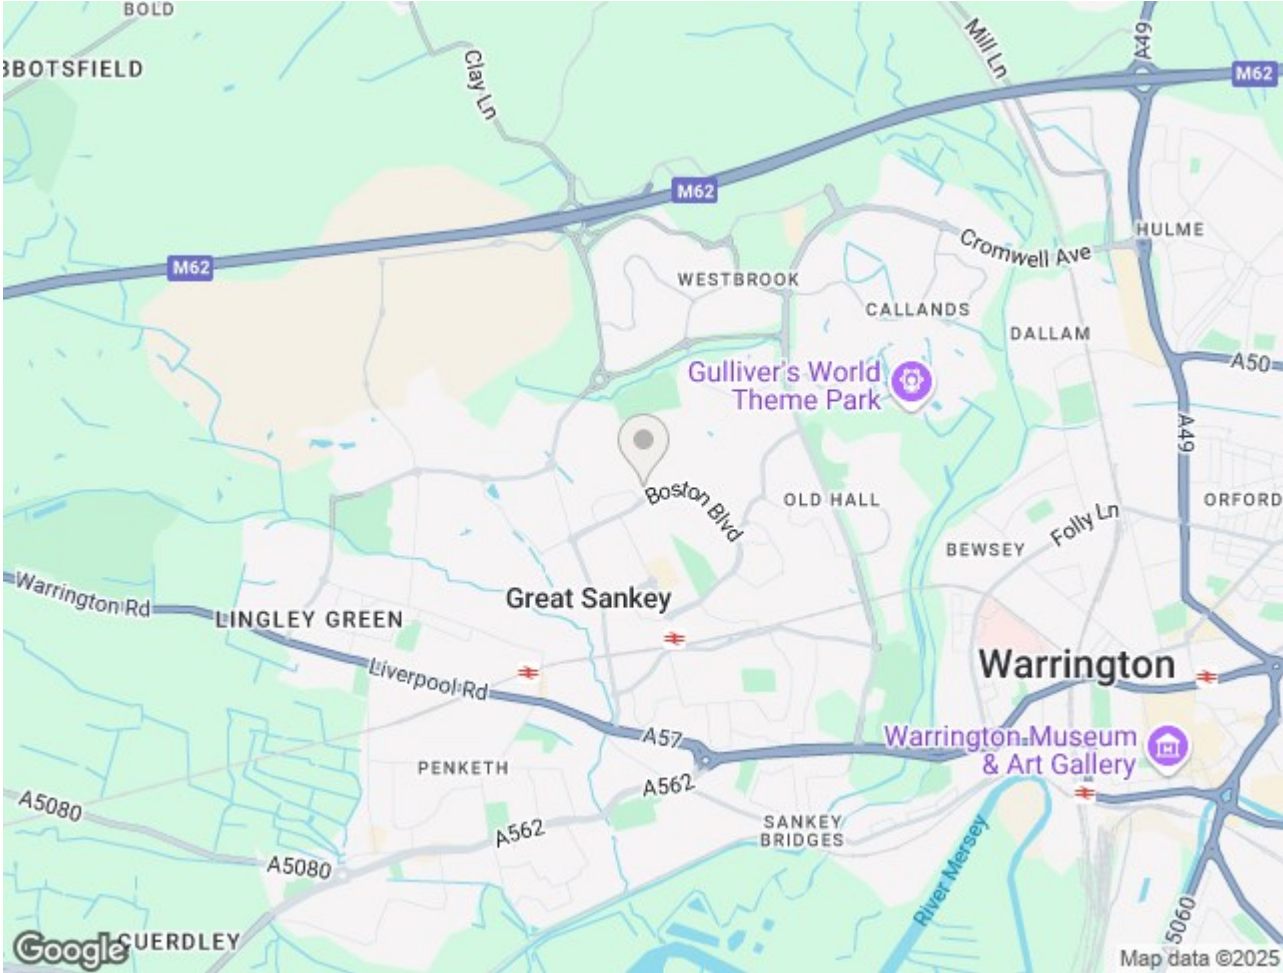 BOLD
BBOTSFIELD
Clay Ln
Mill Ln
A49
M62
M62
M62
HULME
Cromwell Ave
WESTBROOK
CALLANDS
DALLAM
A50
Gulliver's World
Theme Park
A49
Boston Blvd
OLD HALL
ORFORD
Folly Ln
BEWSEY
Warrington Rd
Great Sankey
LINGLEY GREEN
Liverpool Rd
Warrington
A57
Warrington Museum
& Art Gallery
PENKETH
A562
A5080
A562
SANKEY
BRIDGES
A5080
River Mersey
A5060
CUERDLEY
Google
Map data ©2025